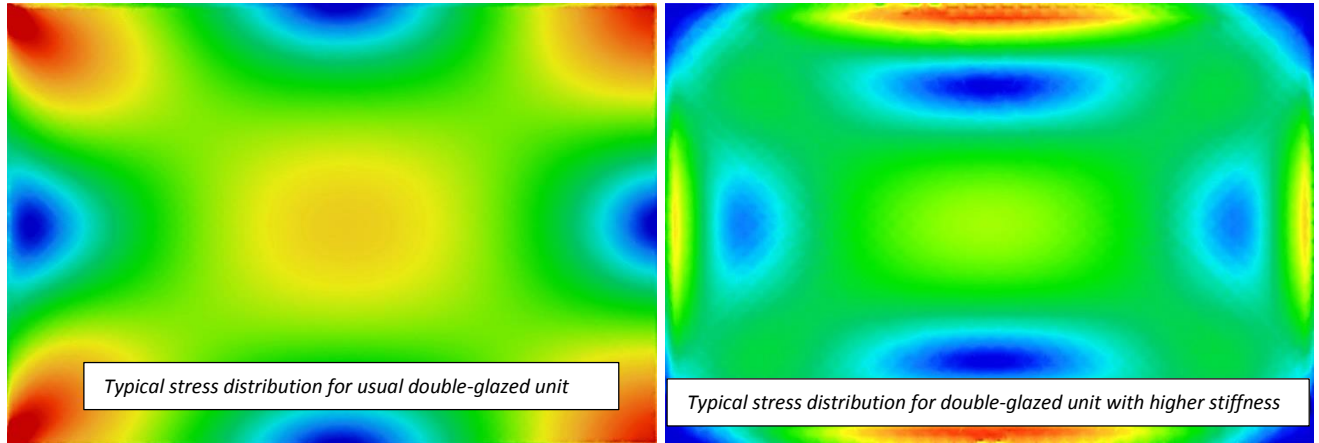 Typical stress distribution for usual double-glazed unit
Typical stress distribution for double-glazed unit with higher stiffness